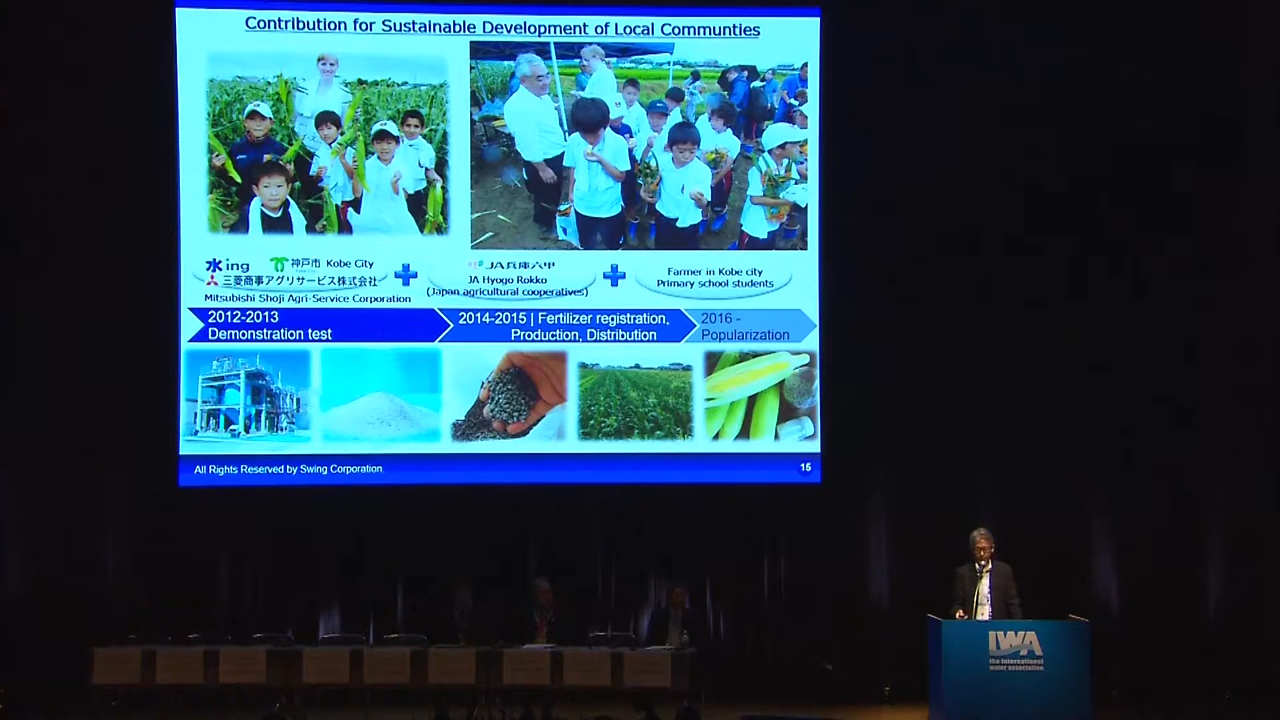 Contribution for Sustainable Development of Local Communties
水ing 神戸市 Kobe City
三菱商事アグリサービス株式会社
Mitsubishi Shoji Agri-Service Corporation
JA兵庫六甲
JA Hyogo Rokko
(Japan agricultural cooperatives)
Farmer in Kobe city
Primary school students
2012-2013
Demonstration test
2014-2015 | Fertilizer registration,
Production, Distribution
2016 -
Popularization
All Rights Reserved by Swing Corporation
15
IWA
the international
water association